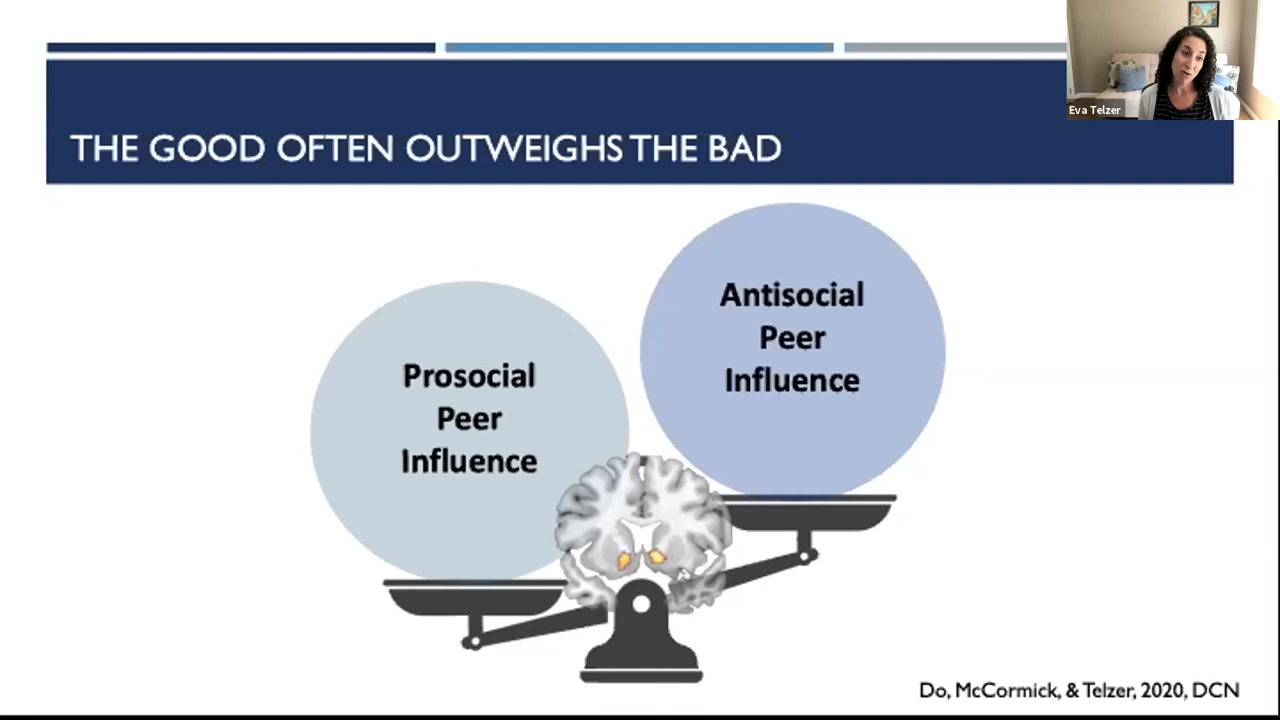 Eva Telzer
THE GOOD OFTEN OUTWEIGHS THE BAD
Antisocial
Peer
Influence
Prosocial
Peer
Influence
Do, McCormick, & Telzer, 2020, DCN